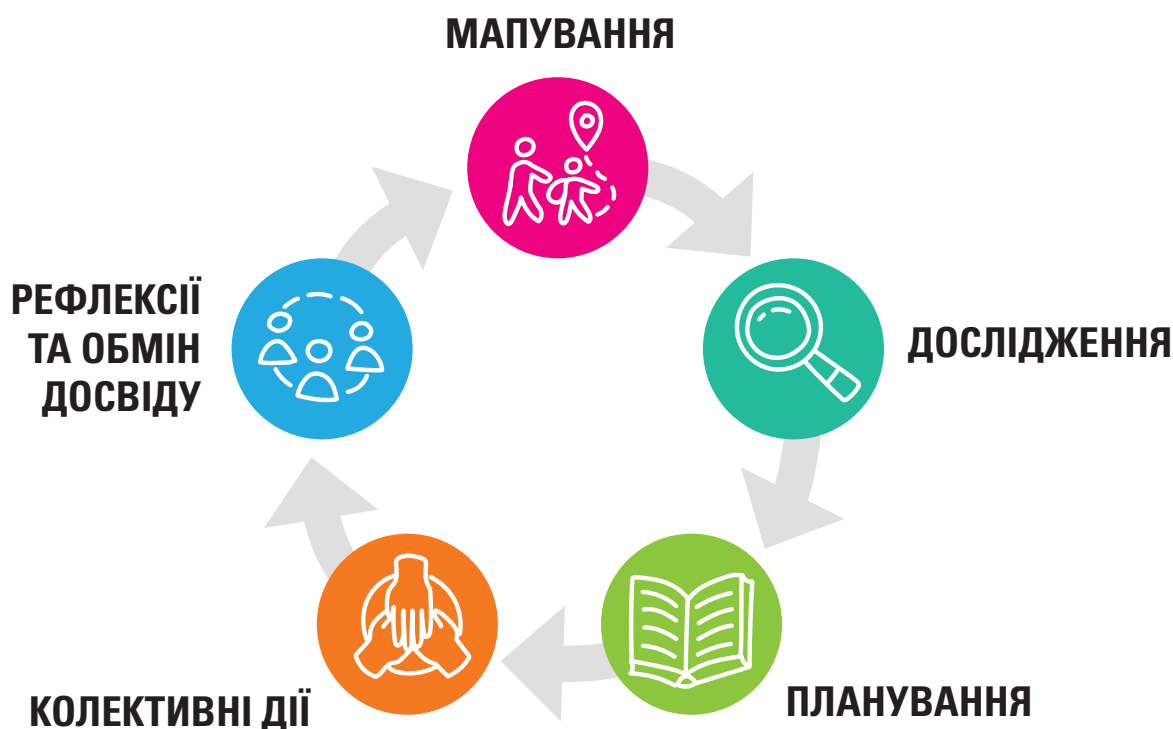 МАПУВАННЯ
ДОСЛІДЖЕННЯ
ПЛАНУВАННЯ
КОЛЕКТИВНІ ДІЇ
РЕФЛЕКСІЇ
ТА ОБМІН
ДОСВІДУ